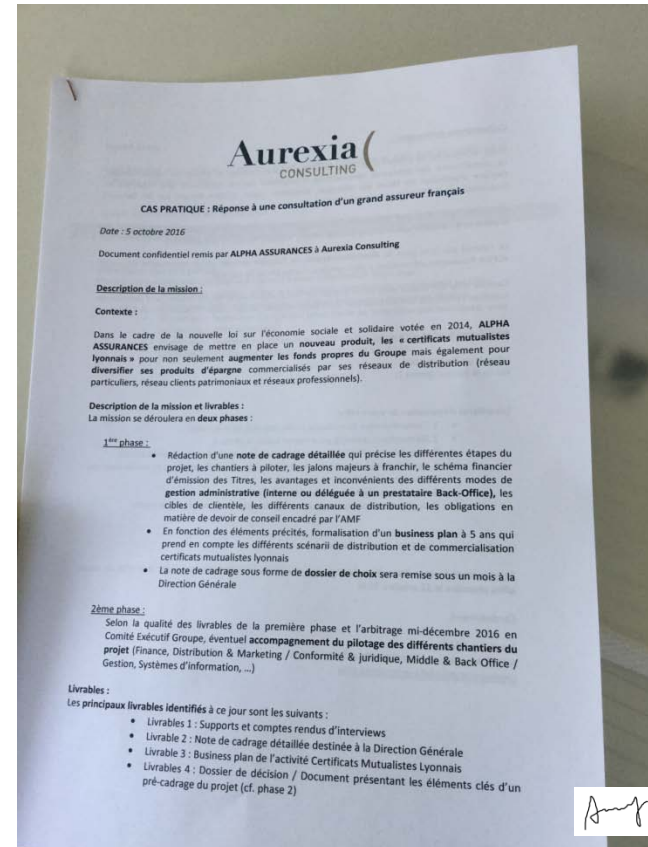 Aurexia
CONSULTING
CAS PRATIQUE : Réponse à une consultation d'un grand assureur français
Date : 5 octobre 2016
Document confidentiel remis par ALPHA ASSURANCES à Aurexia Consulting
Description de la mission :
Contexte :
Dans le cadre de la nouvelle loi sur l'économie sociale et solidaire votée en 2014, ALPHA
ASSURANCES envisage de mettre en place un nouveau produit, les « certificats mutualistes
lyonnais » pour non seulement augmenter les fonds propres du Groupe mais également pour
diversifier ses produits d'épargne commercialisés par ses réseaux de distribution (réseau
particuliers, réseau clients patrimoniaux et réseaux professionnels).
Description de la mission et livrables :
La mission se déroulera en deux phases :
1ère phase :
• Rédaction d'une note de cadrage détaillée qui précise les différentes étapes du
projet, les chantiers à piloter, les jalons majeurs à franchir, le schéma financier
d'émission des Titres, les avantages et inconvénients des différents modes de
gestion administrative (interne ou déléguée à un prestataire Back-Office), les
cibles de clientèle, les différents canaux de distribution, les obligations en
matière de devoir de conseil encadré par l'AMF
• En fonction des éléments précités, formalisation d'un business plan à 5 ans qui
prend en compte les différents scénarii de distribution et de commercialisation
certificats mutualistes lyonnais
• La note de cadrage sous forme de dossier de choix sera remise sous un mois à la
Direction Générale
2ème phase :
Selon la qualité des livrables de la première phase et l'arbitrage mi-décembre 2016 en
Comité Exécutif Groupe, éventuel accompagnement du pilotage des différents chantiers du
projet (Finance, Distribution & Marketing / Conformité & juridique, Middle & Back Office /
Gestion, Systèmes d'information, ...)
Livrables :
Les principaux livrables identifiés à ce jour sont les suivants :
• Livrables 1 : Supports et comptes rendus d'interviews
• Livrable 2 : Note de cadrage détaillée destinée à la Direction Générale
• Livrable 3 : Business plan de l'activité Certificats Mutualistes Lyonnais
• Livrables 4 : Dossier de décision / Document présentant les éléments clés d'un
pré-cadrage du projet (cf. phase 2)